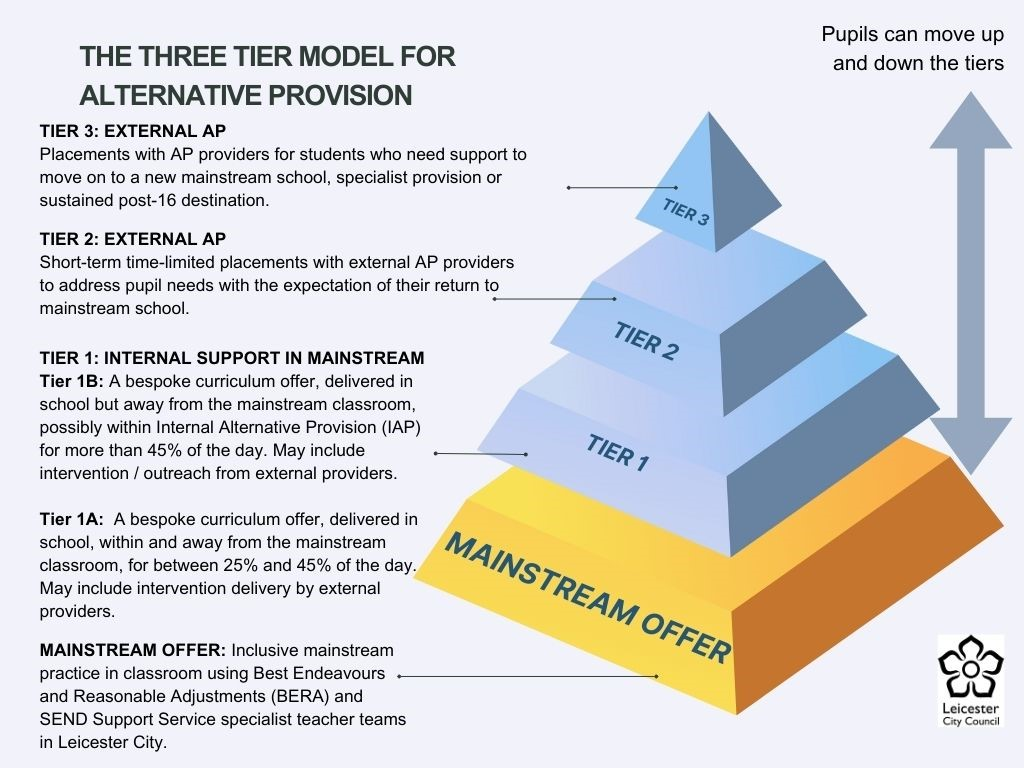 THE THREE TIER MODEL FOR
ALTERNATIVE PROVISION
Pupils can move up
and down the tiers
TIER 3: EXTERNAL AP
Placements with AP providers for students who need support to
move on to a new mainstream school, specialist provision or
sustained post-16 destination.
TIER 2: EXTERNAL AP
Short-term time-limited placements with external AP providers
to address pupil needs with the expectation of their return to
mainstream school.
TIER 1: INTERNAL SUPPORT IN MAINSTREAM
Tier 1B: A bespoke curriculum offer, delivered in
school but away from the mainstream classroom,
possibly within Internal Alternative Provision (IAP)
for more than 45% of the day. May include
intervention / outreach from external providers.
Tier 1A: A bespoke curriculum offer, delivered in
school, within and away from the mainstream
classroom, for between 25% and 45% of the day.
May include intervention delivery by external
providers.
MAINSTREAM OFFER: Inclusive mainstream
practice in classroom using Best Endeavours
and Reasonable Adjustments (BERA) and
SEND Support Service specialist teacher teams
in Leicester City.
TIER 3
TIER 2
TIER 1
MAINSTREAM OFFER
Leicester
City Council